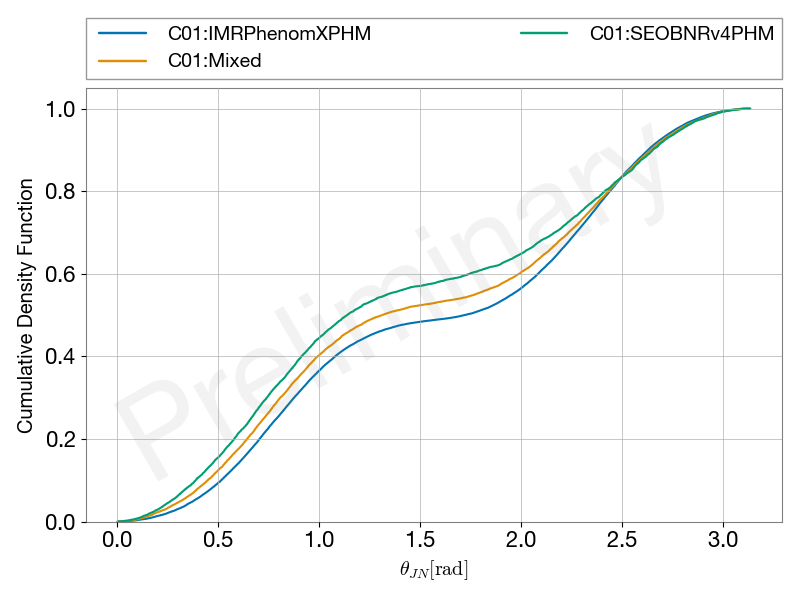 C01:IMRPhenomXPHM
C01:Mixed
C01:SEOBNRv4PHM
Preliminary
Cumulative Density Function
1.0
0.8
0.6
0.4
0.2
0.0
0.0 0.5 1.0 1.5 2.0 2.5 3.0
θ_JN[rad]